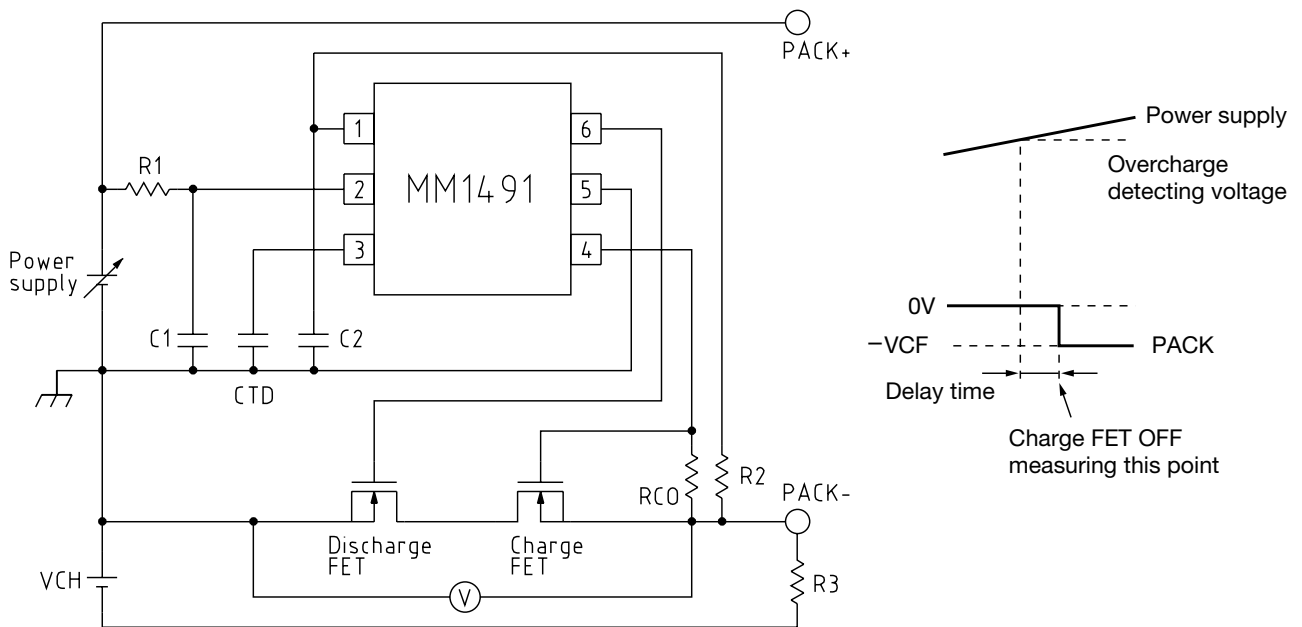 PACK+
1
6
R1
2
MM1491
5
3
4
Power
supply
C1
C2
CTD
RCO
R2
PACK-
Discharge
FET
Charge
FET
VCH
V
R3
Power supply
Overcharge
detecting voltage
0V
−VCF
PACK
Delay time
Charge FET OFF
measuring this point